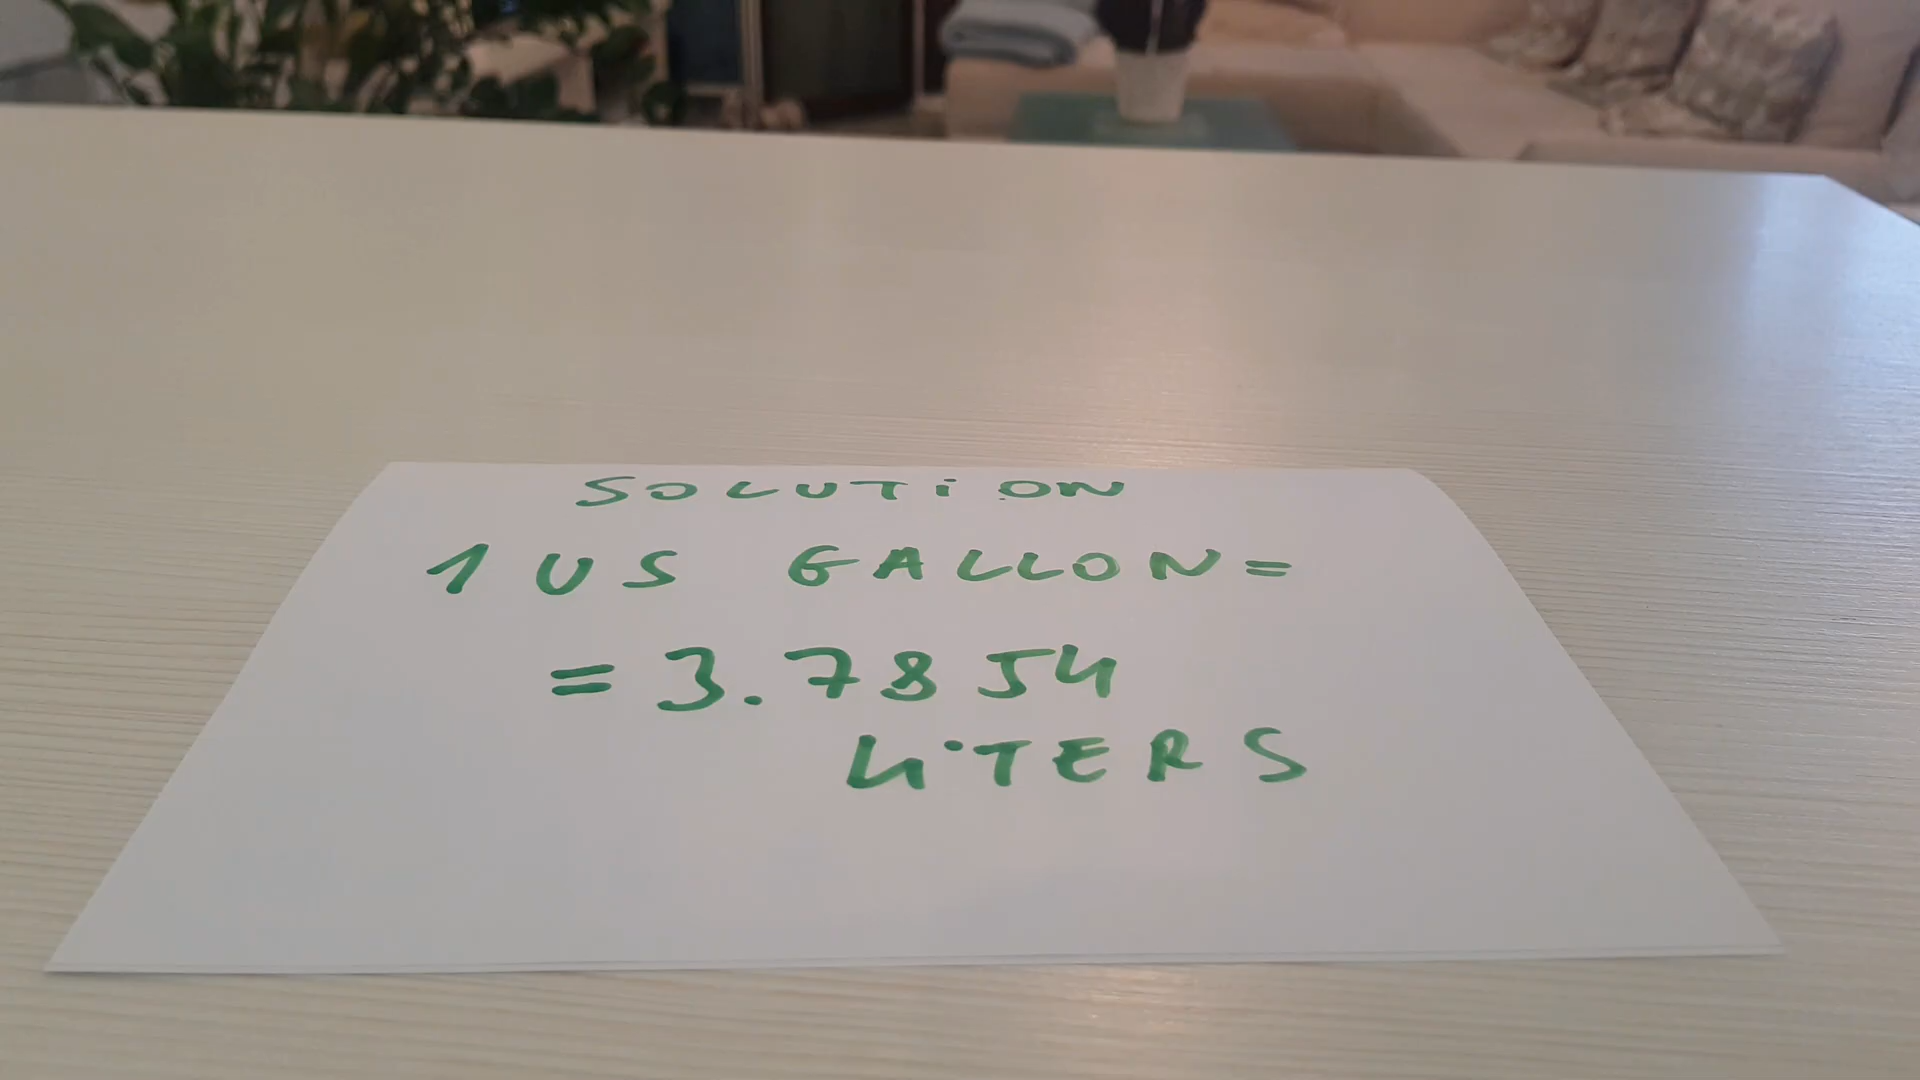 SOLUTiON
1 US GALLON=
= 3.7854
LiTERS